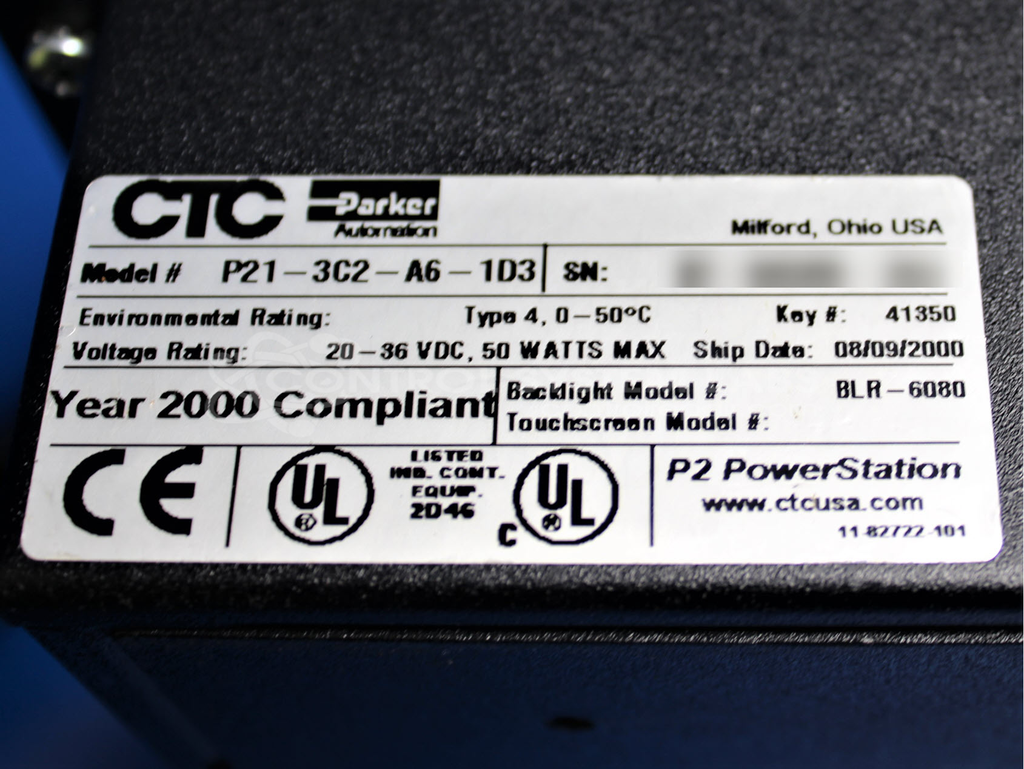 CTC Parker
Automation
Milford, Ohio USA
Model # P21-3C2-A6-1D3 SN:
Environmental Rating: Type 4, 0-50°C Key #: 41350
Voltage Rating: 20-36 VDC, 50 WATTS MAX Ship Date: 08/09/2000
Year 2000 Compliant
Backlight Model #: BLR-6080
Touchscreen Model #:
CE
UL ®
LISTED
IND. CONT.
EQUIP.
2D46
C UL ®
P2 PowerStation
www.ctcusa.com
11-82722-101